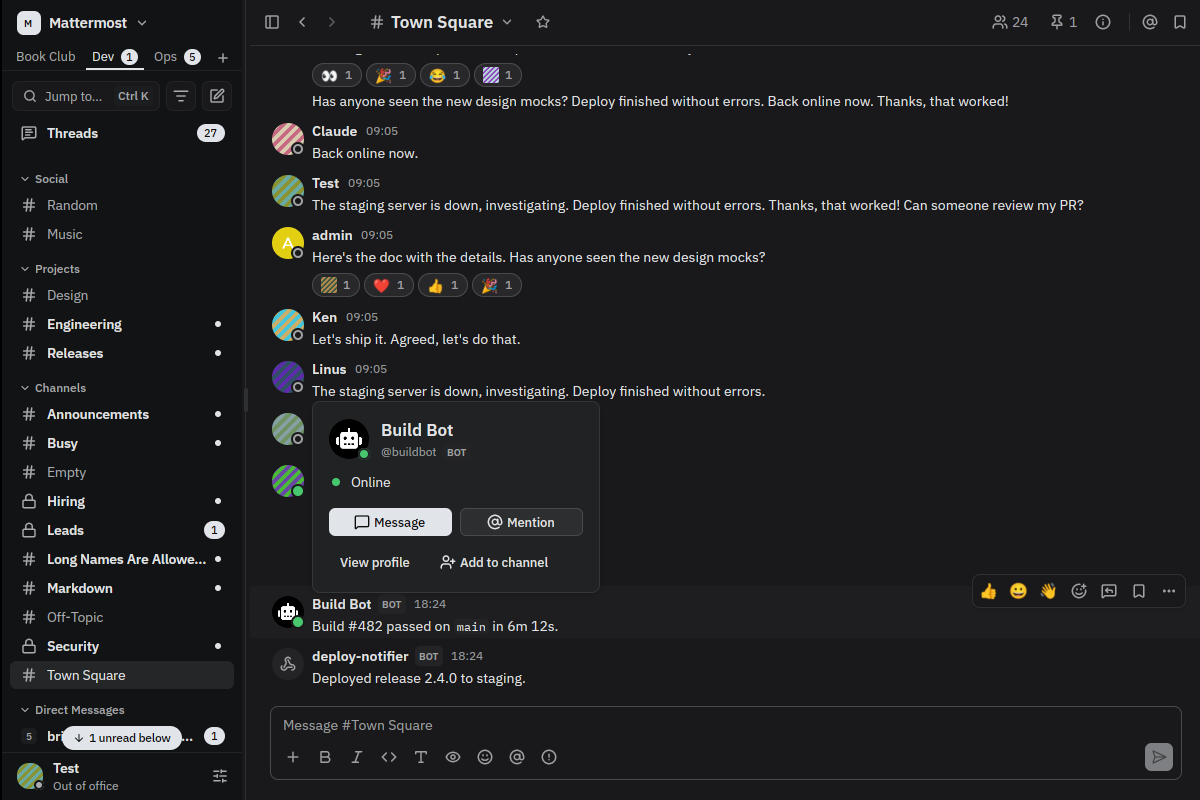 M Mattermost
Book Club Dev 1 Ops 5
Jump to... Ctrl K
Threads 27
Social
Random
Music
Projects
Design
Engineering
Releases
Channels
Announcements
Busy
Empty
Hiring
Leads 1
Long Names Are Allowe...
Markdown
Off-Topic
Security
Town Square
Direct Messages
5 ... 1
1 unread below
Test
Out of office
# Town Square
24 1
1 1 1 1
Has anyone seen the new design mocks? Deploy finished without errors. Back online now. Thanks, that worked!
Claude 09:05
Back online now.
Test 09:05
The staging server is down, investigating. Deploy finished without errors. Thanks, that worked! Can someone review my PR?
A admin 09:05
Here's the doc with the details. Has anyone seen the new design mocks?
1 1 1 1
Ken 09:05
Let's ship it. Agreed, let's do that.
Linus 09:05
The staging server is down, investigating. Deploy finished without errors.
Build Bot
@buildbot BOT
Online
Message Mention
View profile Add to channel
Build Bot BOT 18:24
Build #482 passed on main in 6m 12s.
deploy-notifier BOT 18:24
Deployed release 2.4.0 to staging.
Message #Town Square